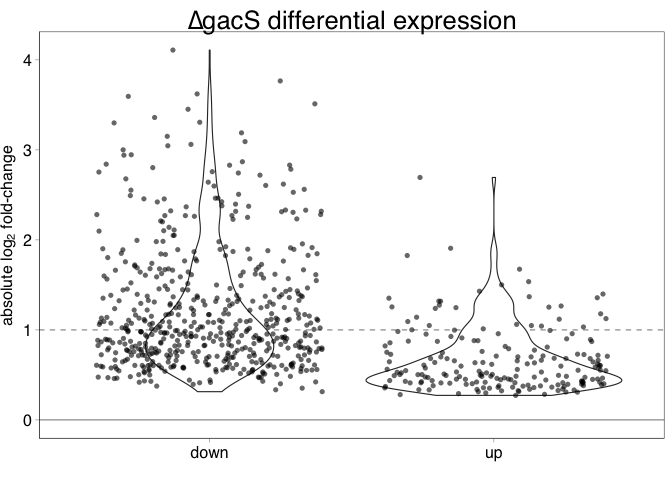 ΔgacS differential expression
absolute log₂ fold-change
4
3
2
1
0
down
up